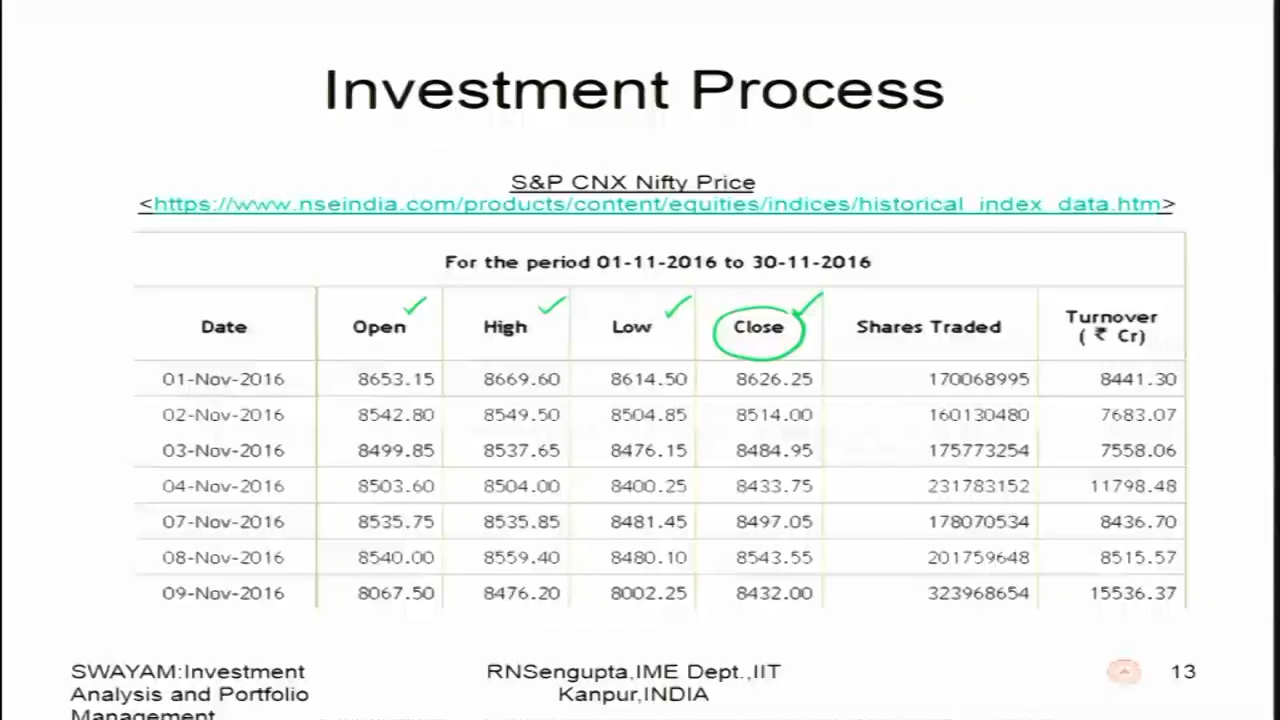 Investment Process
S&P CNX Nifty Price
<https://www.nseindia.com/products/content/equities/indices/historical_index_data.htm>
For the period 01-11-2016 to 30-11-2016
Date Open High Low Close Shares Traded Turnover ( ₹ Cr)
01-Nov-2016 8653.15 8669.60 8614.50 8626.25 170068995 8441.30
02-Nov-2016 8542.80 8549.50 8504.85 8514.00 160130480 7683.07
03-Nov-2016 8499.85 8537.65 8476.15 8484.95 175773254 7558.06
04-Nov-2016 8503.60 8504.00 8400.25 8433.75 231783152 11798.48
07-Nov-2016 8535.75 8535.85 8481.45 8497.05 178070534 8436.70
08-Nov-2016 8540.00 8559.40 8480.10 8543.55 201759648 8515.57
09-Nov-2016 8067.50 8476.20 8002.25 8432.00 323968654 15536.37
SWAYAM:Investment
Analysis and Portfolio
Management
RNSengupta,IME Dept.,IIT
Kanpur,INDIA
13